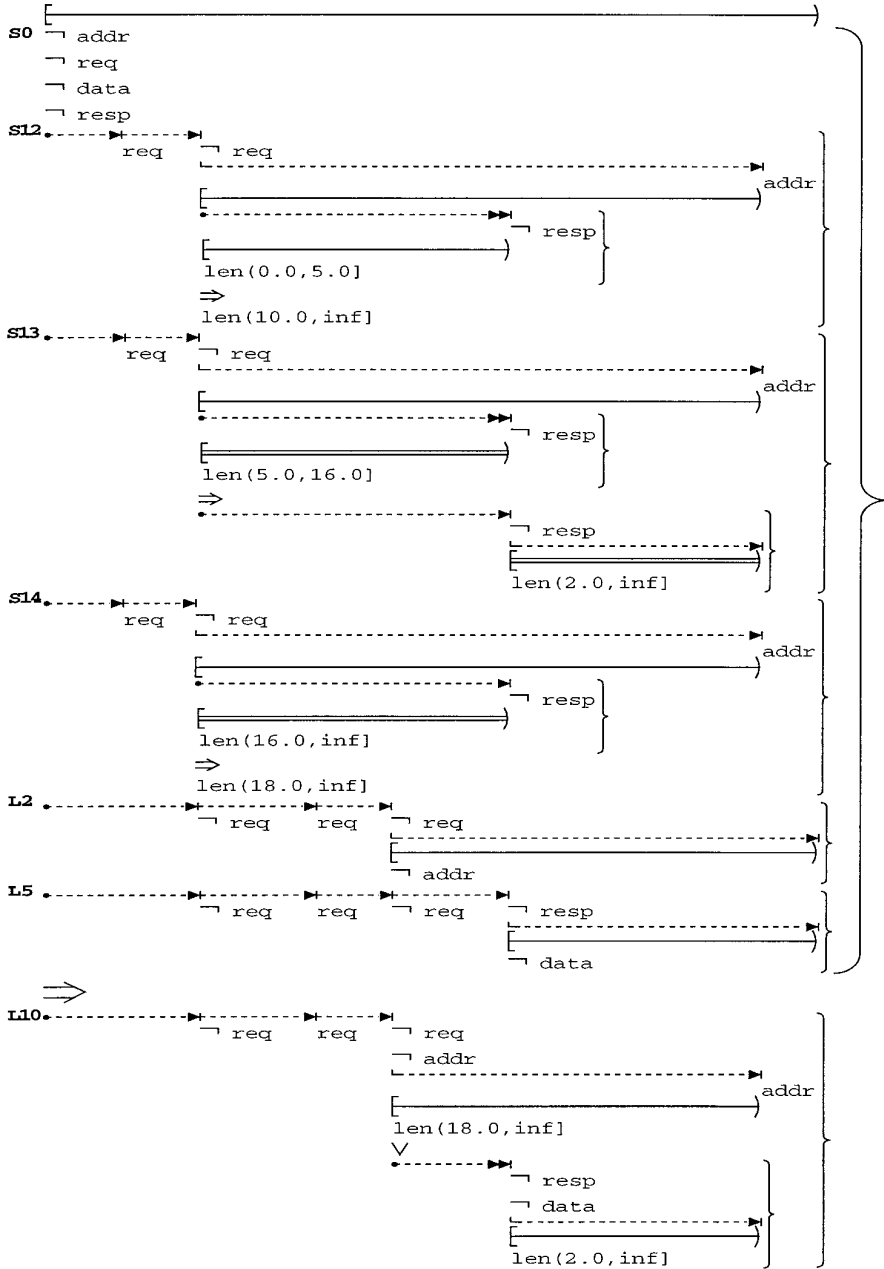 S0
¬ addr
¬ req
¬ data
¬ resp
S12
req
¬ req
addr
¬ resp
len(0.0,5.0]
⇒
len(10.0,inf]
S13
req
¬ req
addr
¬ resp
len(5.0,16.0]
⇒
¬ resp
len(2.0,inf]
S14
req
¬ req
addr
¬ resp
len(16.0,inf]
⇒
len(18.0,inf]
L2
¬ req req ¬ req
¬ addr
L5
¬ req req ¬ req ¬ resp
¬ data
⇒
L10
¬ req req ¬ req
¬ addr
addr
len(18.0,inf]
∨
¬ resp
¬ data
len(2.0,inf]